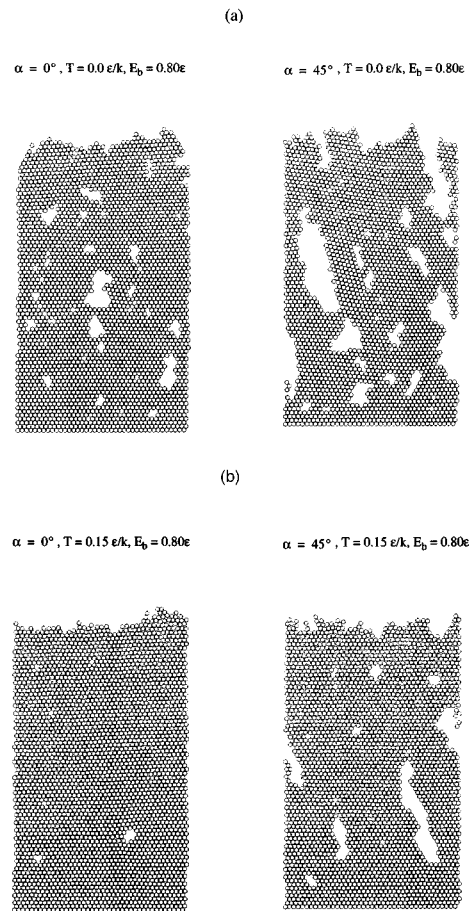 (a)
α = 0° , T = 0.0 ε/k, E_b = 0.80ε
α = 45° , T = 0.0 ε/k, E_b = 0.80ε
(b)
α = 0° , T = 0.15 ε/k, E_b = 0.80ε
α = 45° , T = 0.15 ε/k, E_b = 0.80ε